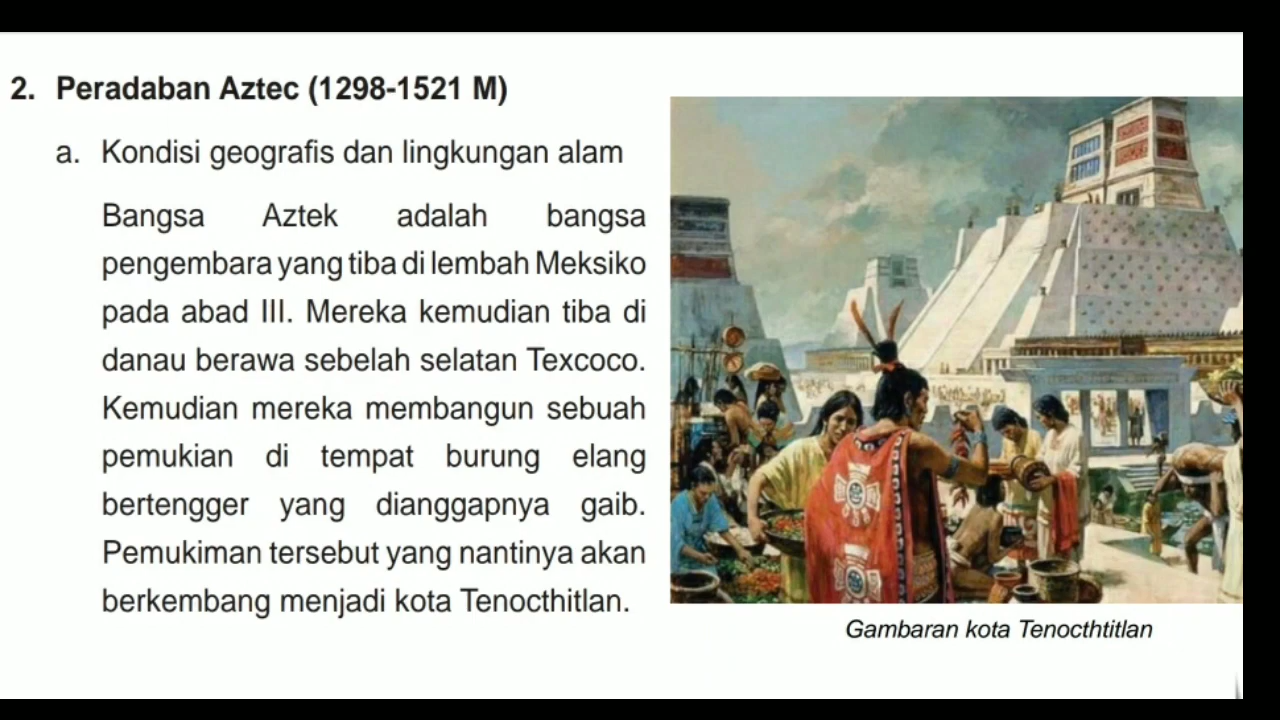 2. Peradaban Aztec (1298-1521 M)
a. Kondisi geografis dan lingkungan alam
Bangsa Aztek adalah bangsa
pengembara yang tiba di lembah Meksiko
pada abad III. Mereka kemudian tiba di
danau berawa sebelah selatan Texcoco.
Kemudian mereka membangun sebuah
pemukian di tempat burung elang
bertengger yang dianggapnya gaib.
Pemukiman tersebut yang nantinya akan
berkembang menjadi kota Tenocthitlan.
Gambaran kota Tenocthtitlan